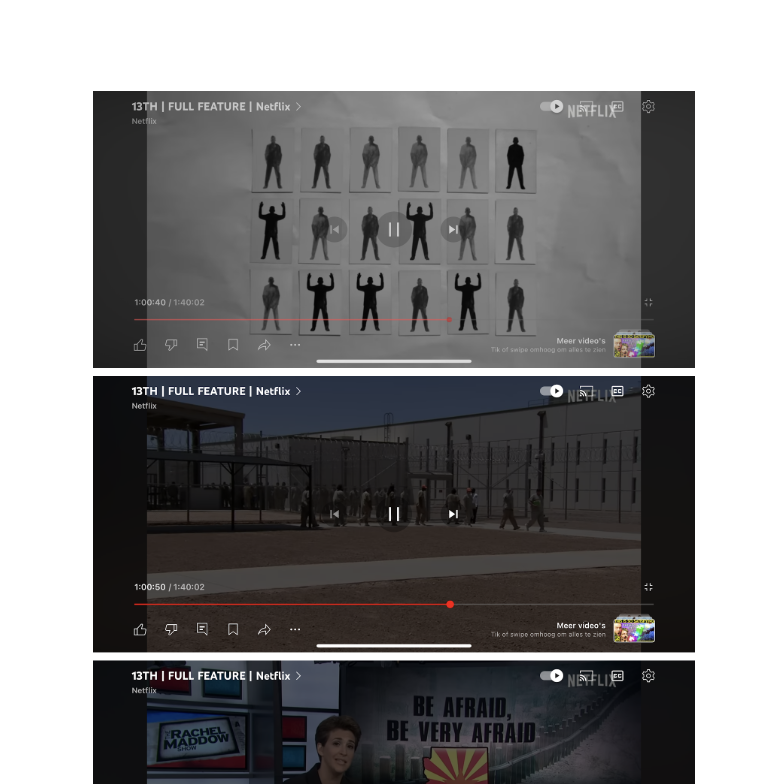 13TH | FULL FEATURE | Netflix
Netflix
NETFLIX
CC
1:00:40 / 1:40:02
Meer video's
Tik of swipe omhoog om alles te zien
13TH | FULL FEATURE | Netflix
Netflix
NETFLIX
CC
1:00:50 / 1:40:02
Meer video's
Tik of swipe omhoog om alles te zien
13TH | FULL FEATURE | Netflix
Netflix
NETFLIX
CC
BE AFRAID,
BE VERY AFRAID
THE
RACHEL
MADDOW
SHOW